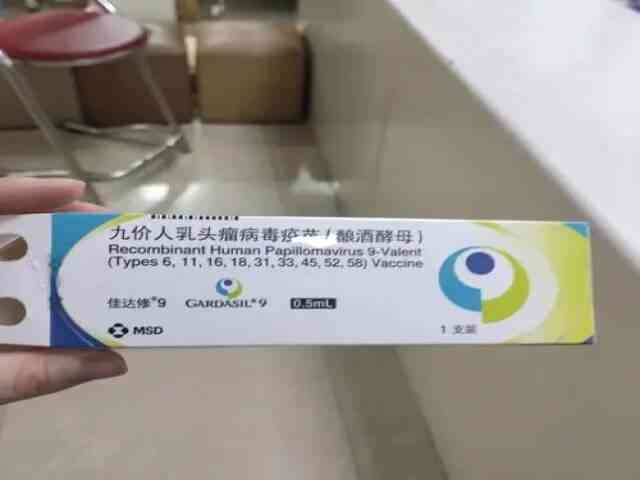 九价人乳头瘤病毒疫苗(酿酒酵母)
Recombinant Human Papillomavirus 9-Valent
(Types 6, 11, 16, 18, 31, 33, 45, 52, 58) Vaccine
佳达修®9 GARDASIL®9 0.5mL
MSD 1 支装